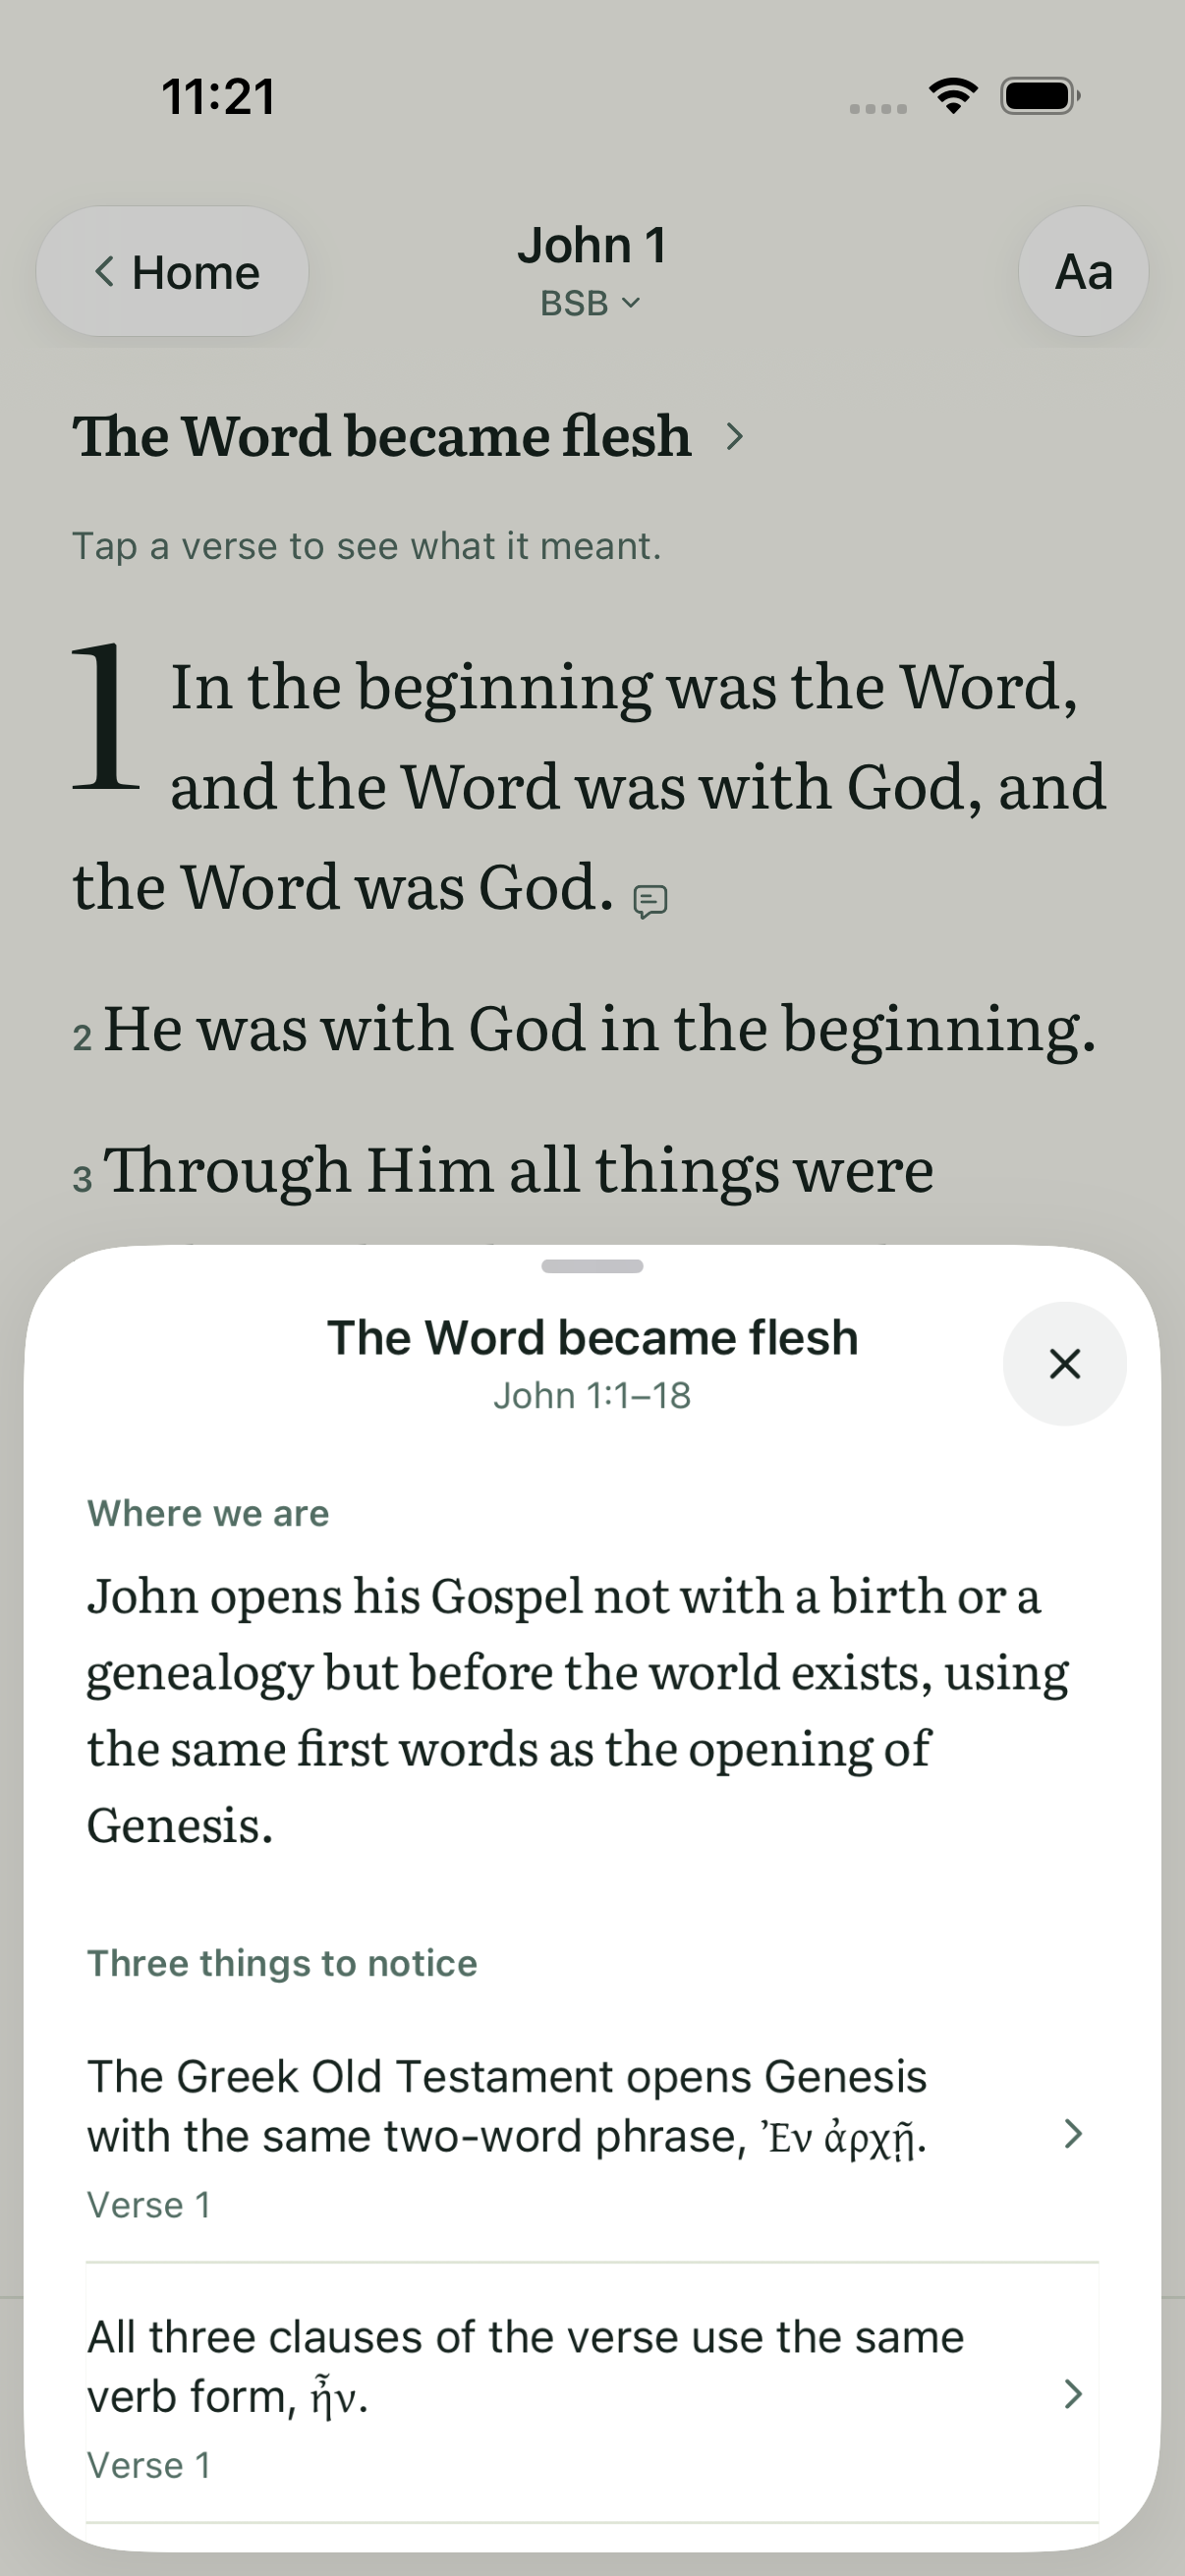 11:21
Home
John 1
BSB
Aa
The Word became flesh
Tap a verse to see what it meant.
1 In the beginning was the Word,
and the Word was with God, and
the Word was God.
2 He was with God in the beginning.
3 Through Him all things were
The Word became flesh
John 1:1–18
Where we are
John opens his Gospel not with a birth or a
genealogy but before the world exists, using
the same first words as the opening of
Genesis.
Three things to notice
The Greek Old Testament opens Genesis
with the same two-word phrase, Ἐν ἀρχῇ.
Verse 1
All three clauses of the verse use the same
verb form, ἦν.
Verse 1